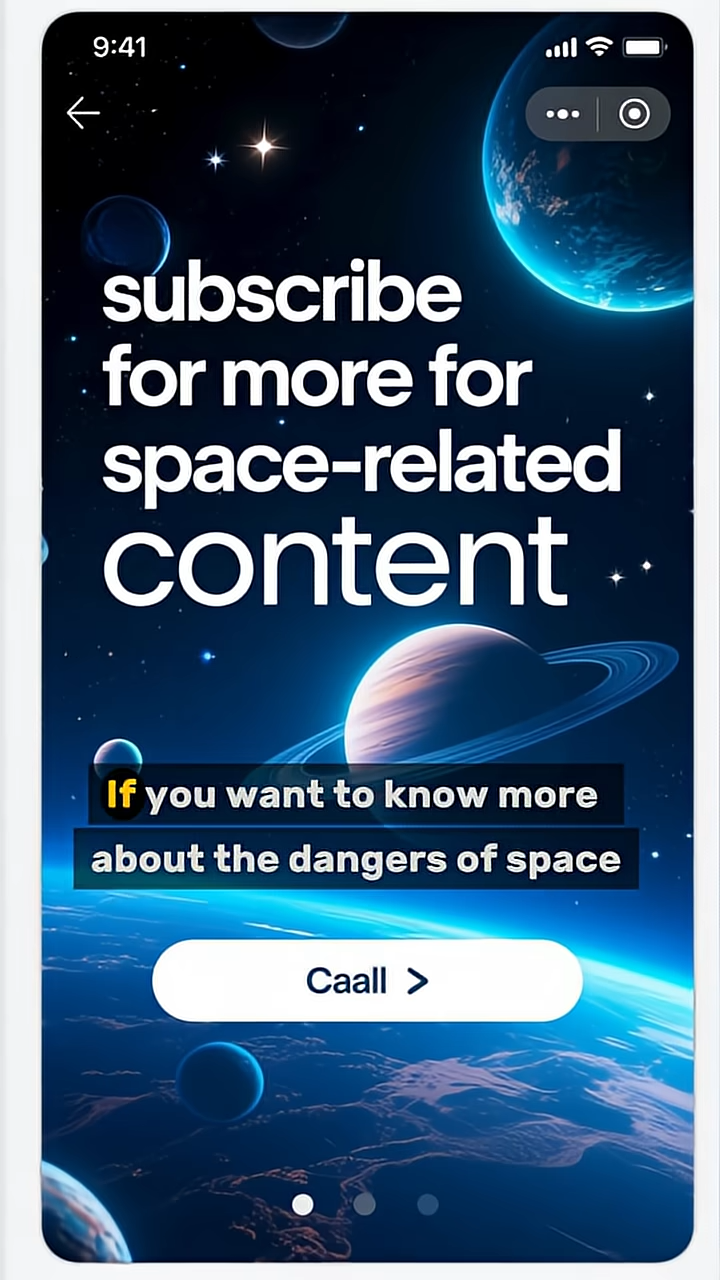 9:41
subscribe
for more for
space-related
content
If you want to know more
about the dangers of space
Caall >